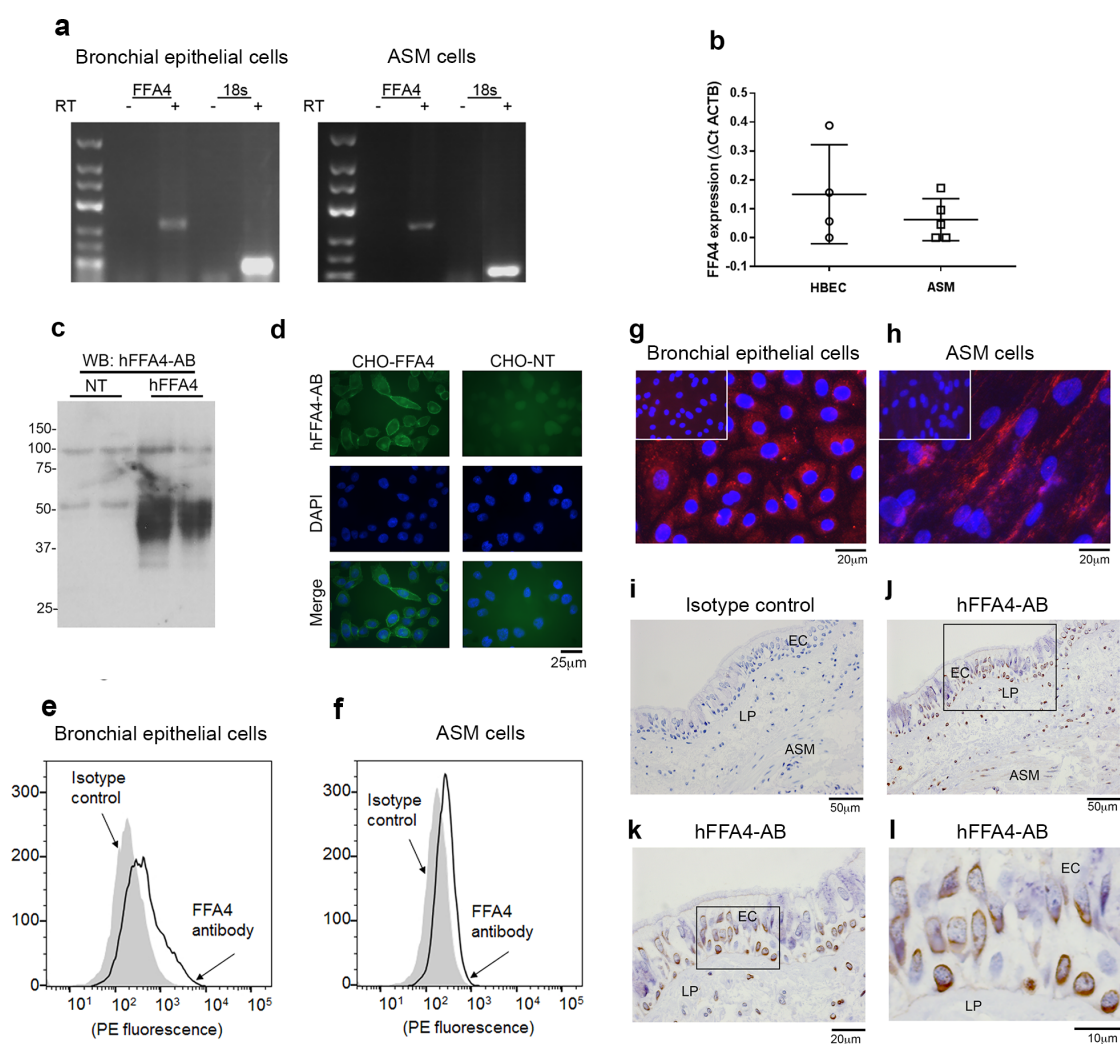 a
Bronchial epithelial cells
ASM cells
FFA4
18s
FFA4
18s
RT
-
+
-
+
RT
-
+
-
+
b
FFA4 expression (ΔCt ACTB)
0.5
0.4
0.3
0.2
0.1
0.0
-0.1
HBEC
ASM
c
WB: hFFA4-AB
NT
hFFA4
150-
100-
75-
50-
37-
25-
d
CHO-FFA4
CHO-NT
hFFA4-AB
DAPI
Merge
25μm
g
Bronchial epithelial cells
20μm
h
ASM cells
20μm
e
Bronchial epithelial cells
Isotype
control
FFA4
antibody
300
200
100
0
10¹ 10² 10³ 10⁴ 10⁵
(PE fluorescence)
f
ASM cells
Isotype
control
FFA4
antibody
300
200
100
0
10¹ 10² 10³ 10⁴ 10⁵
(PE fluorescence)
i
Isotype control
EC
LP
ASM
50μm
j
hFFA4-AB
EC
LP
ASM
50μm
k
hFFA4-AB
EC
LP
20μm
l
hFFA4-AB
EC
LP
10μm